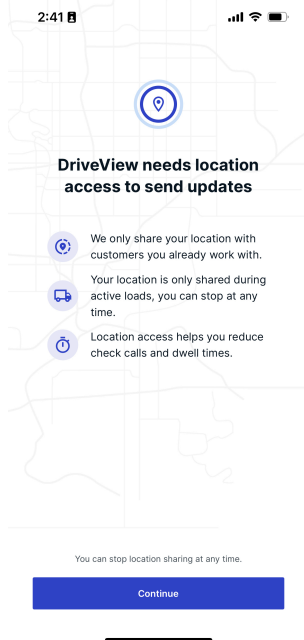 2:41
DriveView needs location
access to send updates
We only share your location with
customers you already work with.
Your location is only shared during
active loads, you can stop at any
time.
Location access helps you reduce
check calls and dwell times.
You can stop location sharing at any time.
Continue